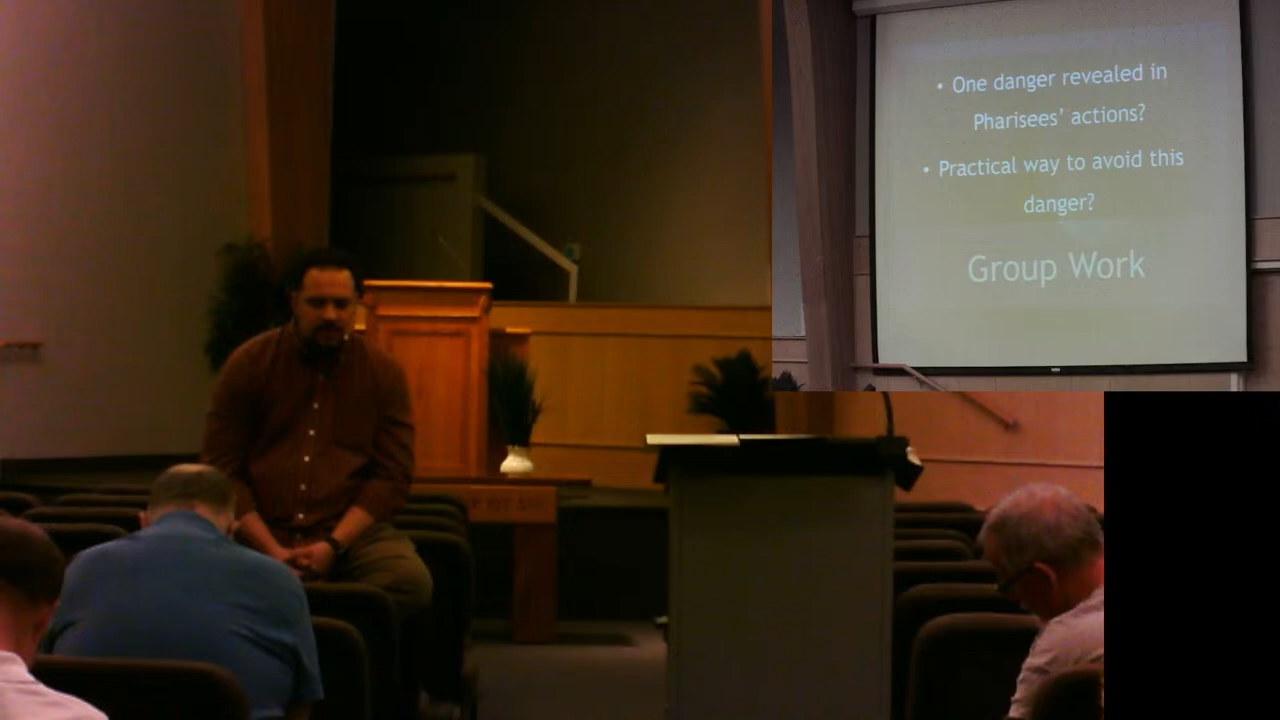 • One danger revealed in
Pharisees' actions?
• Practical way to avoid this
danger?
Group Work